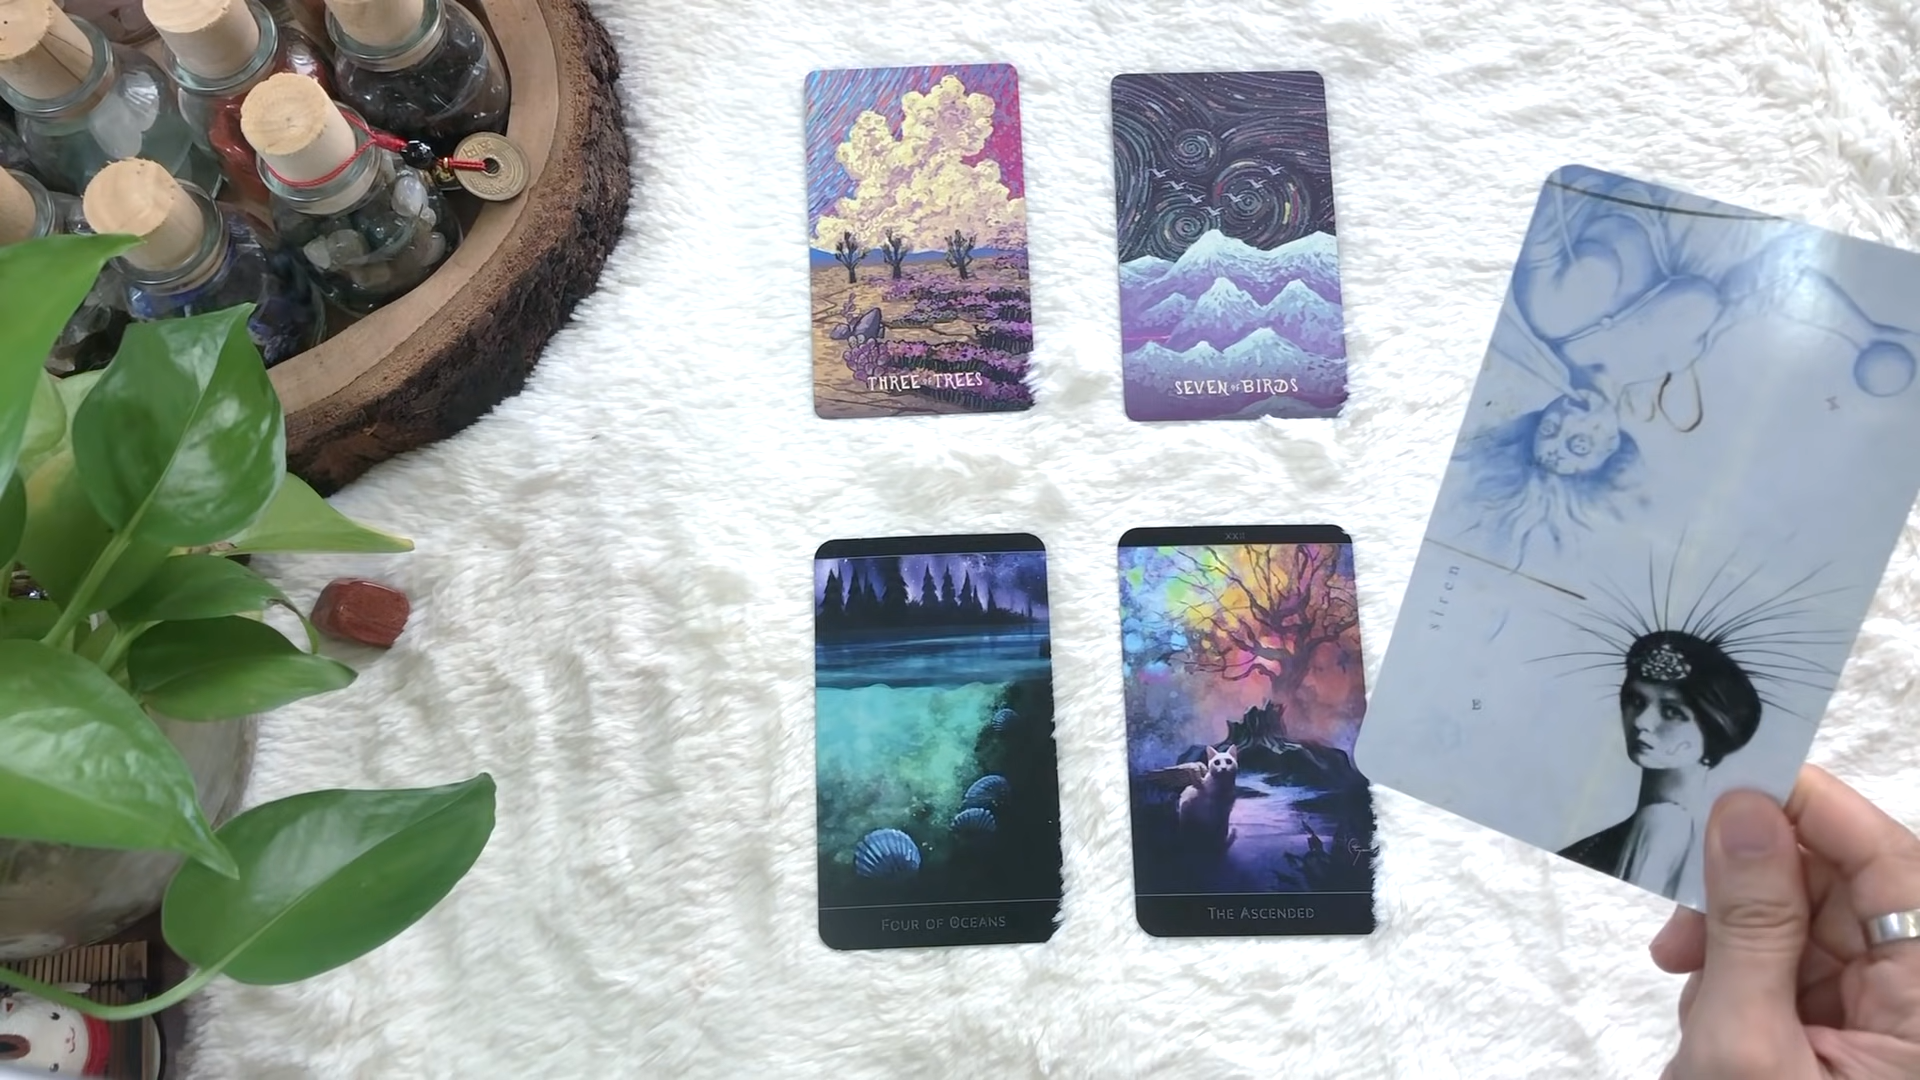 THREE OF TREES
SEVEN OF BIRDS
siren
E
FOUR OF OCEANS
XXII
THE ASCENDED